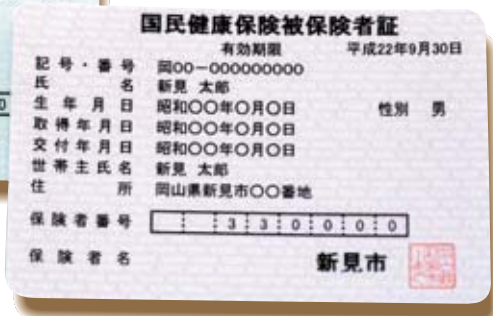 国民健康保険被保険者証
有効期限 平成22年9月30日
記号・番号 岡00-000000000
氏名 新見 太郎
生年月日 昭和〇〇年〇月〇日 性別 男
取得年月日 昭和〇〇年〇月〇日
交付年月日 昭和〇〇年〇月〇日
世帯主氏名 新見 太郎
住所 岡山県新見市〇〇番地
保険者番号 330000
保険者名 新見市